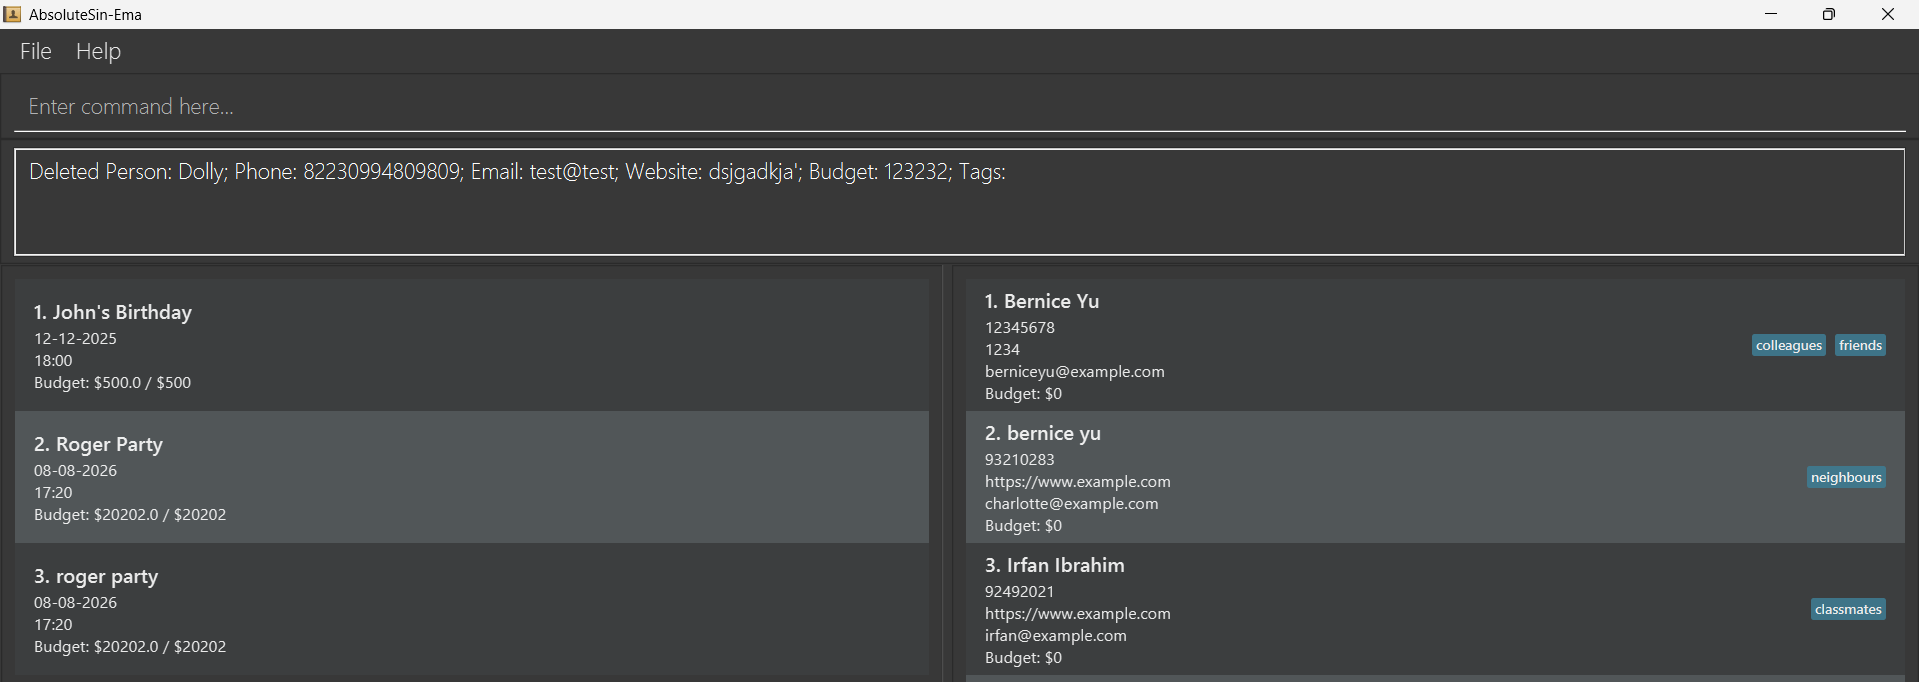 AbsoluteSin-Ema
File Help
Enter command here...
Deleted Person: Dolly; Phone: 82230994809809; Email: test@test; Website: dsjgadkja'; Budget: 123232; Tags:
1. John's Birthday
12-12-2025
18:00
Budget: $500.0 / $500
2. Roger Party
08-08-2026
17:20
Budget: $20202.0 / $20202
3. roger party
08-08-2026
17:20
Budget: $20202.0 / $20202
1. Bernice Yu
12345678
1234
berniceyu@example.com
Budget: $0
colleagues friends
2. bernice yu
93210283
https://www.example.com
charlotte@example.com
Budget: $0
neighbours
3. Irfan Ibrahim
92492021
https://www.example.com
irfan@example.com
Budget: $0
classmates